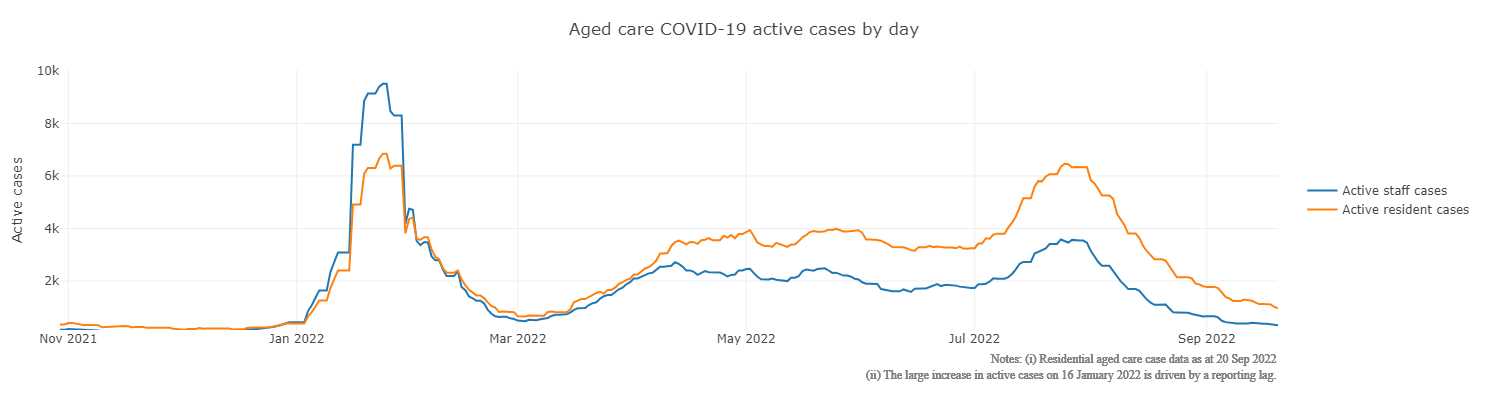 Aged care COVID-19 active cases by day
Active cases
10k
8k
6k
4k
2k
Nov 2021
Jan 2022
Mar 2022
May 2022
Jul 2022
Sep 2022
Active staff cases
Active resident cases
Notes: (i) Residential aged care case data as at 20 Sep 2022
(ii) The large increase in active cases on 16 January 2022 is driven by a reporting lag.